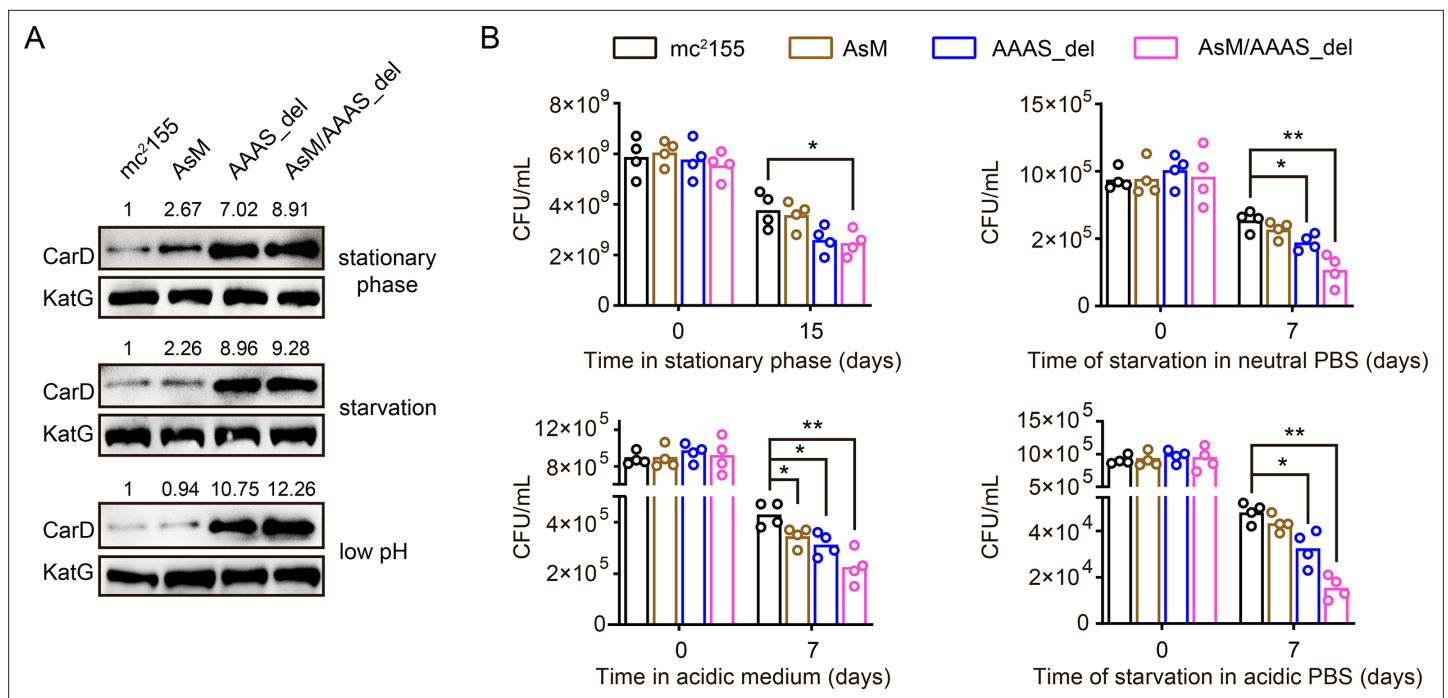 A
mc²155
AsM
AAAS_del
AsM/AAAS_del
1 2.67 7.02 8.91
CarD
KatG
stationary
phase
1 2.26 8.96 9.28
CarD
KatG
starvation
1 0.94 10.75 12.26
CarD
KatG
low pH
B
mc²155 AsM AAAS_del AsM/AAAS_del
CFU/mL
8×10⁹
6×10⁹
4×10⁹
2×10⁹
0
*
0 15
Time in stationary phase (days)
CFU/mL
15×10⁵
10×10⁵
2×10⁵
0
**
*
0 7
Time of starvation in neutral PBS (days)
CFU/mL
12×10⁵
8×10⁵
4×10⁵
2×10⁵
0
**
*
*
0 7
Time in acidic medium (days)
CFU/mL
15×10⁵
10×10⁵
5×10⁵
4×10⁴
2×10⁴
0
**
*
0 7
Time of starvation in acidic PBS (days)